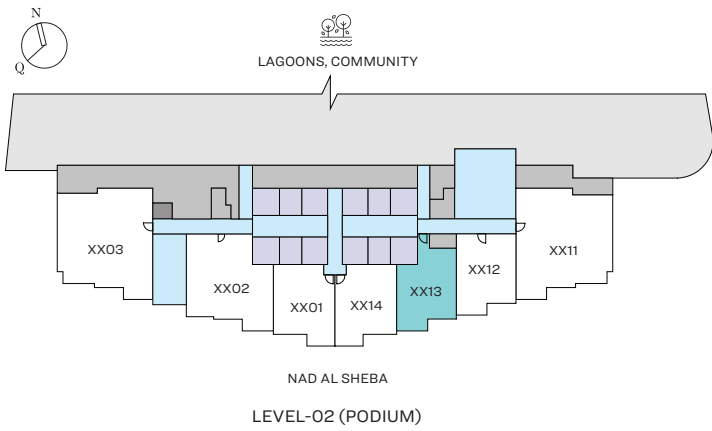 N
Q
LAGOONS, COMMUNITY
XX03
XX02
XX01
XX14
XX13
XX12
XX11
NAD AL SHEBA
LEVEL-02 (PODIUM)